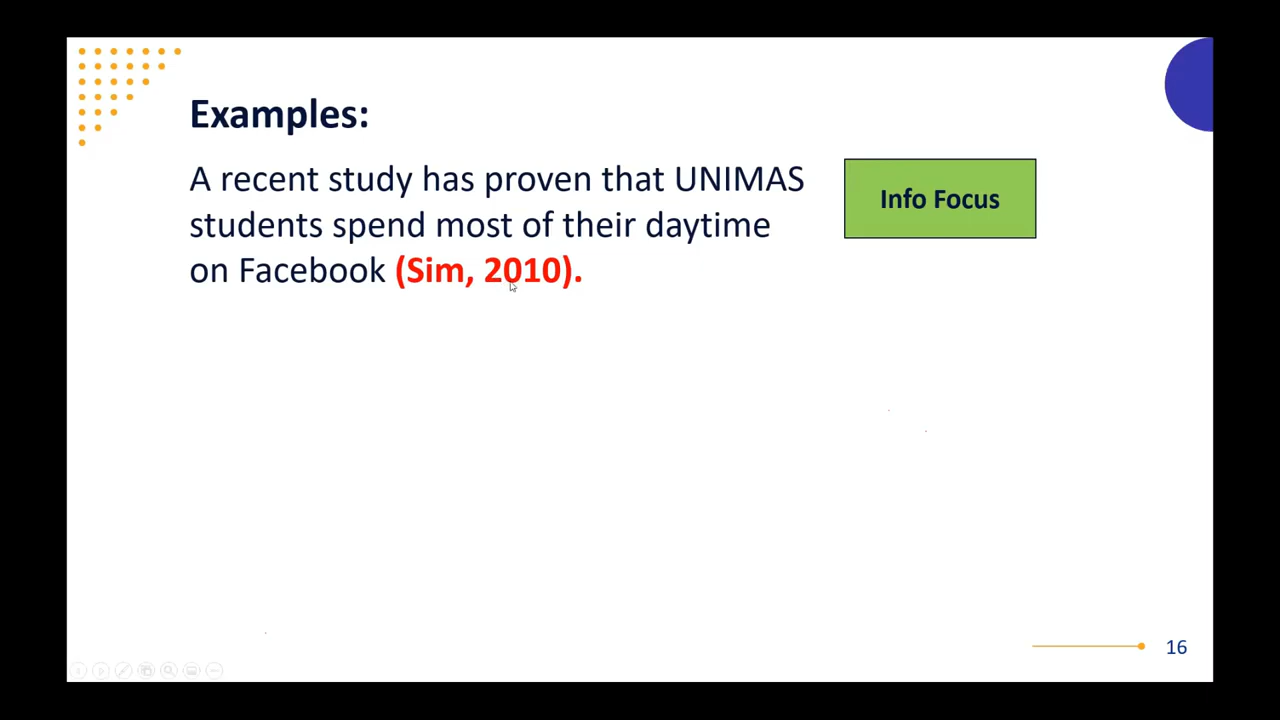 Examples:
A recent study has proven that UNIMAS
students spend most of their daytime
on Facebook (Sim, 2010).
Info Focus
16